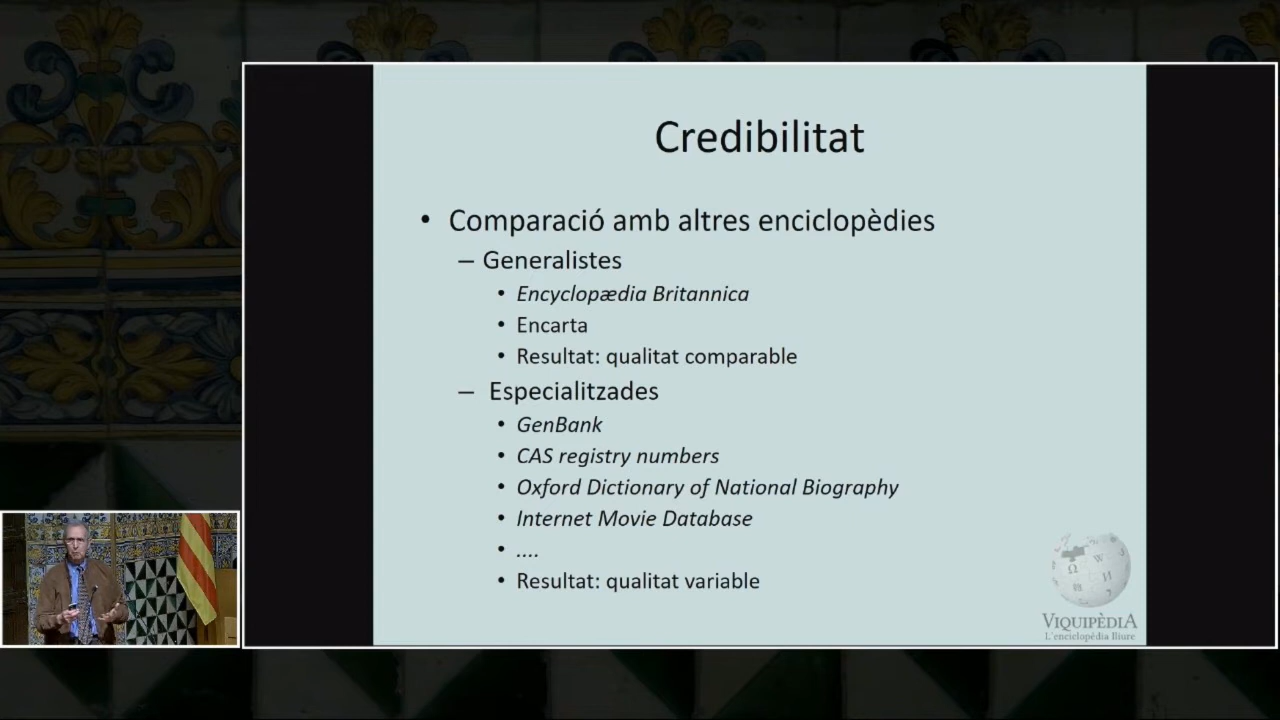 Credibilitat
• Comparació amb altres enciclopèdies
– Generalistes
• Encyclopædia Britannica
• Encarta
• Resultat: qualitat comparable
– Especialitzades
• GenBank
• CAS registry numbers
• Oxford Dictionary of National Biography
• Internet Movie Database
• ....
• Resultat: qualitat variable
Ω W
И
VIQUIPÈDIA
L'enciclopèdia lliure